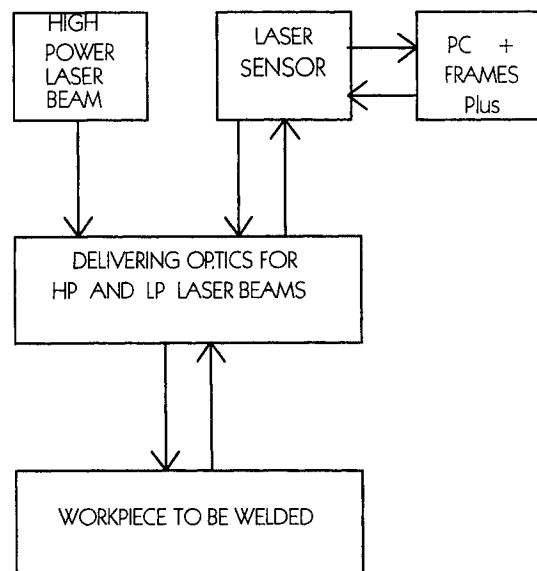 HIGH
POWER
LASER
BEAM
LASER
SENSOR
PC +
FRAMES
Plus
DELIVERING OPTICS FOR
HP AND LP LASER BEAMS
WORKPIECE TO BE WELDED